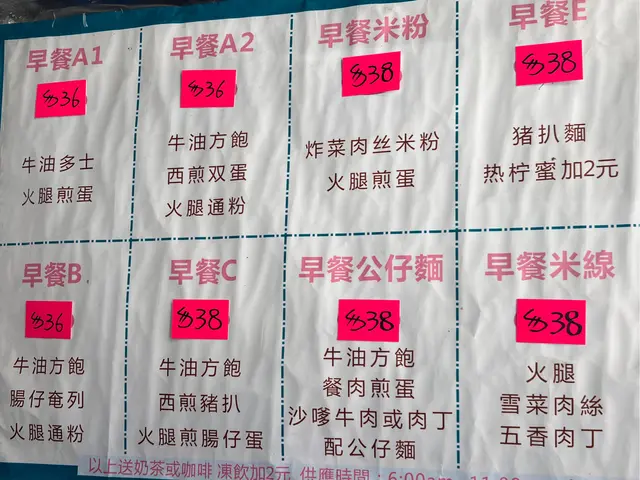 早餐A1
$36
牛油多士
火腿煎蛋
早餐A2
$36
牛油方飽
西煎双蛋
火腿通粉
早餐米粉
$38
炸菜肉丝米粉
火腿煎蛋
早餐E
$38
猪扒麵
热柠蜜加2元
早餐B
$36
牛油方飽
腸仔奄列
火腿通粉
早餐C
$38
牛油方飽
西煎豬扒
火腿煎腸仔蛋
早餐公仔麵
$38
牛油方飽
餐肉煎蛋
沙嗲牛肉或肉丁
配公仔麵
早餐米線
$38
火腿
雪菜肉絲
五香肉丁
以上送奶茶或咖啡 凍飲加2元 供應時間：6:00am